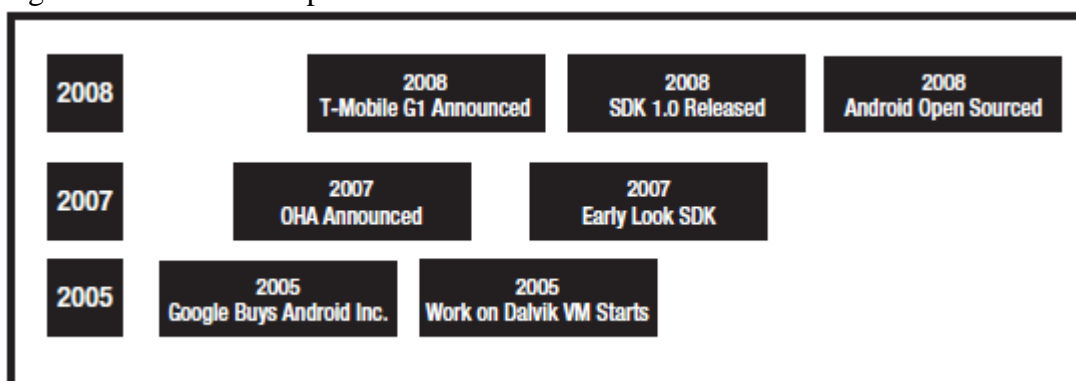 2008
2008
T-Mobile G1 Announced
2008
SDK 1.0 Released
2008
Android Open Sourced
2007
2007
OHA Announced
2007
Early Look SDK
2005
2005
Google Buys Android Inc.
2005
Work on Dalvik VM Starts